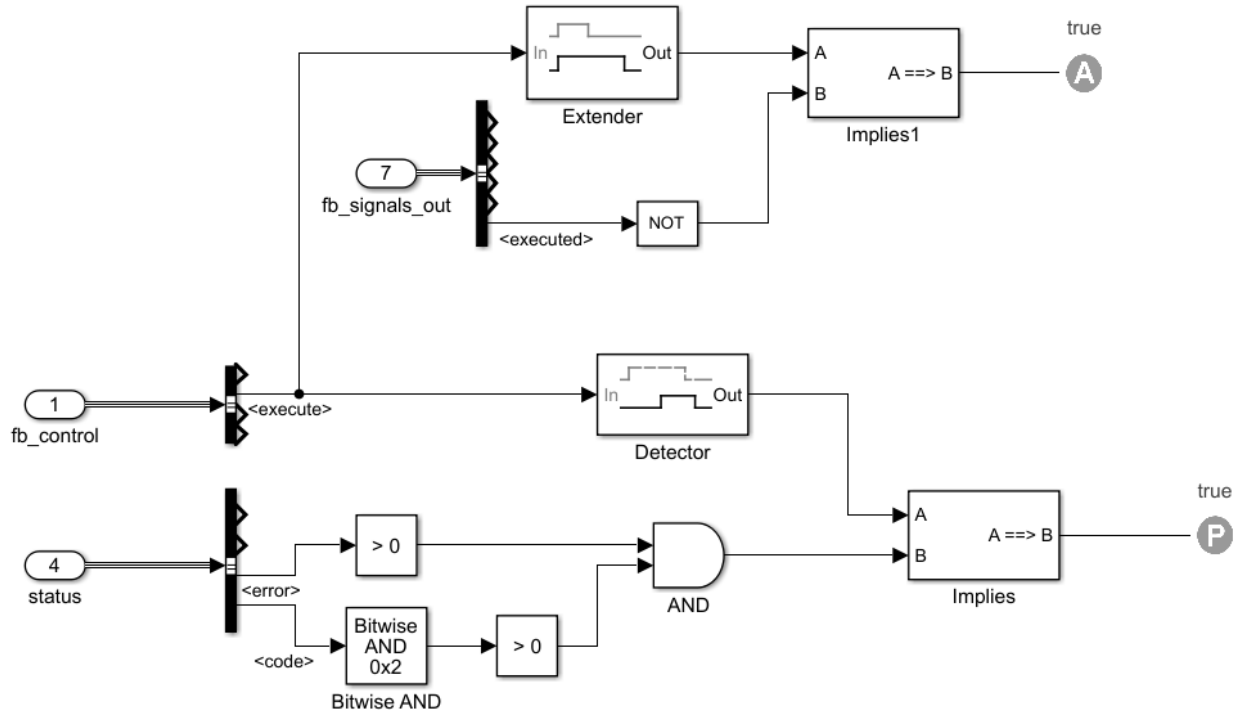 true
In
Out
Extender
A
B
A ==> B
Implies1
A
7
fb_signals_out
<executed>
NOT
1
fb_control
<execute>
In
Out
Detector
true
A
B
A ==> B
Implies
P
4
status
<error>
> 0
AND
<code>
Bitwise
AND
0x2
Bitwise AND
> 0